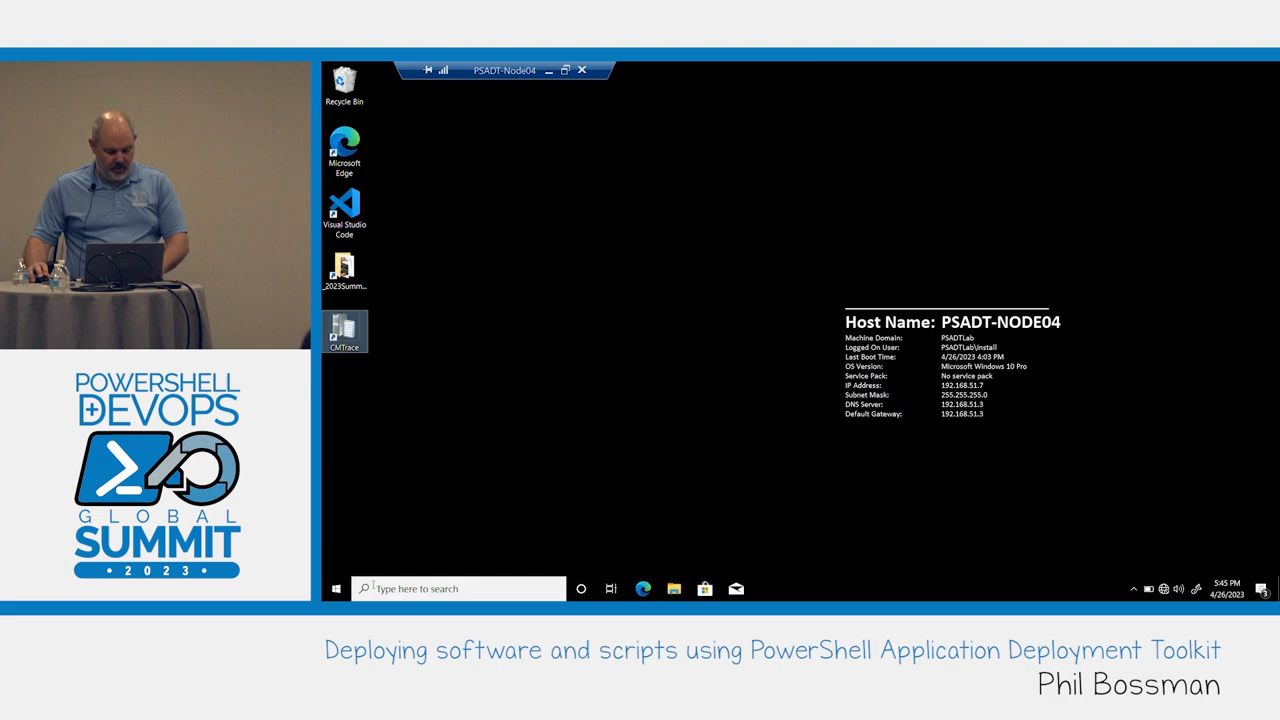 PSADT-Node04
Recycle Bin
Microsoft
Edge
Visual Studio
Code
_2023Summ...
CMTrace
Host Name: PSADT-NODE04
Machine Domain: PSADTLab
Logged On User: PSADTLab\Install
Last Boot Time: 4/26/2023 4:03 PM
OS Version: Microsoft Windows 10 Pro
Service Pack: No service pack
IP Address: 192.168.51.7
Subnet Mask: 255.255.255.0
DNS Server: 192.168.51.3
Default Gateway: 192.168.51.3
Type here to search
5:45 PM
4/26/2023
3
POWERSHELL
+DEVOPS
GLOBAL
SUMMIT
• 2023 •
Deploying software and scripts using PowerShell Application Deployment Toolkit
Phil Bossman